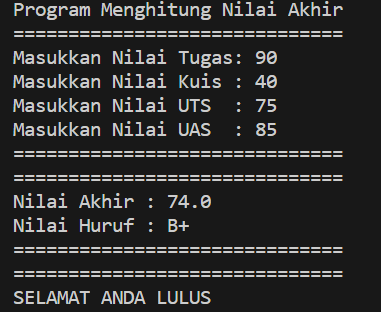 Program Menghitung Nilai Akhir
==============================
Masukkan Nilai Tugas: 90
Masukkan Nilai Kuis : 40
Masukkan Nilai UTS  : 75
Masukkan Nilai UAS  : 85
==============================
==============================
Nilai Akhir : 74.0
Nilai Huruf : B+
==============================
==============================
SELAMAT ANDA LULUS